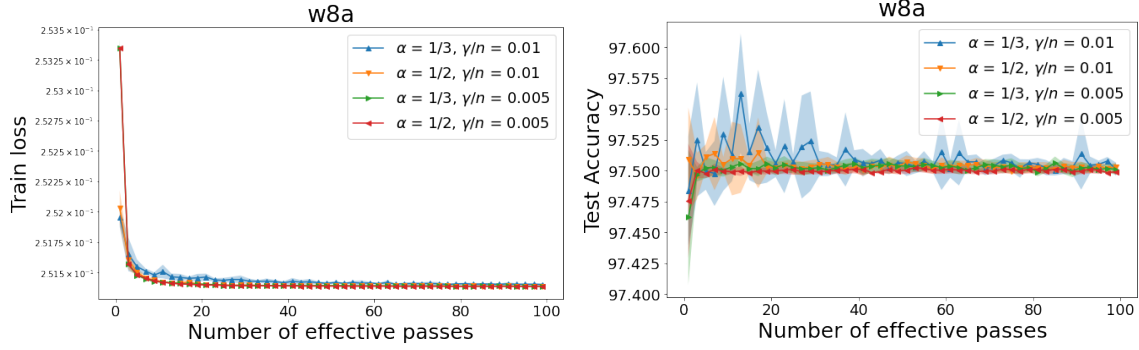 w8a
Train loss
2.535 × 10⁻¹
2.5325 × 10⁻¹
2.53 × 10⁻¹
2.5275 × 10⁻¹
2.525 × 10⁻¹
2.5225 × 10⁻¹
2.52 × 10⁻¹
2.5175 × 10⁻¹
2.515 × 10⁻¹
α = 1/3, γ/n = 0.01
α = 1/2, γ/n = 0.01
α = 1/3, γ/n = 0.005
α = 1/2, γ/n = 0.005
0 20 40 60 80 100
Number of effective passes
w8a
Test Accuracy
97.600
97.575
97.550
97.525
97.500
97.475
97.450
97.425
97.400
α = 1/3, γ/n = 0.01
α = 1/2, γ/n = 0.01
α = 1/3, γ/n = 0.005
α = 1/2, γ/n = 0.005
0 20 40 60 80 100
Number of effective passes